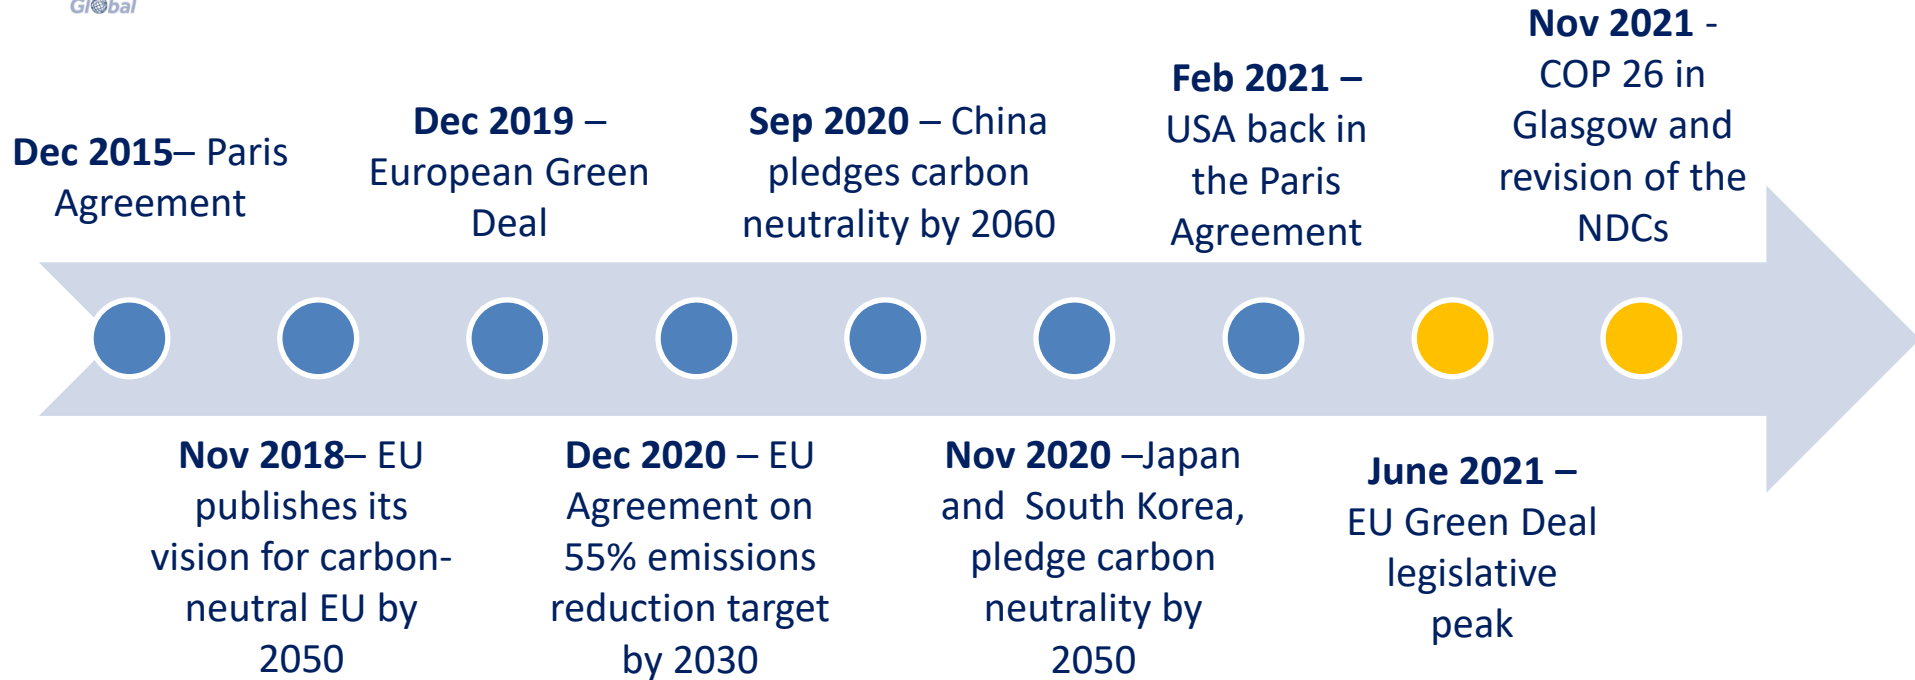 Global
Dec 2015– Paris
Agreement
Nov 2018– EU
publishes its
vision for carbon-
neutral EU by
2050
Dec 2019 –
European Green
Deal
Dec 2020 – EU
Agreement on
55% emissions
reduction target
by 2030
Sep 2020 – China
pledges carbon
neutrality by 2060
Nov 2020 –Japan
and South Korea,
pledge carbon
neutrality by
2050
Feb 2021 –
USA back in
the Paris
Agreement
June 2021 –
EU Green Deal
legislative
peak
Nov 2021 -
COP 26 in
Glasgow and
revision of the
NDCs